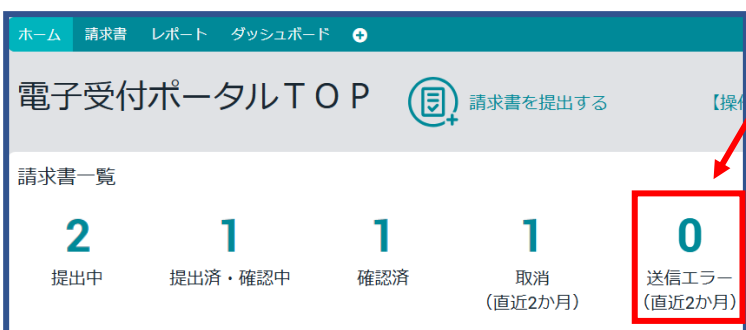 ホーム 請求書 レポート ダッシュボード
電子受付ポータルＴＯＰ 請求書を提出する 【操
請求書一覧
2 1 1 1 0
提出中 提出済・確認中 確認済 取消 送信エラー
（直近2か月） （直近2か月）